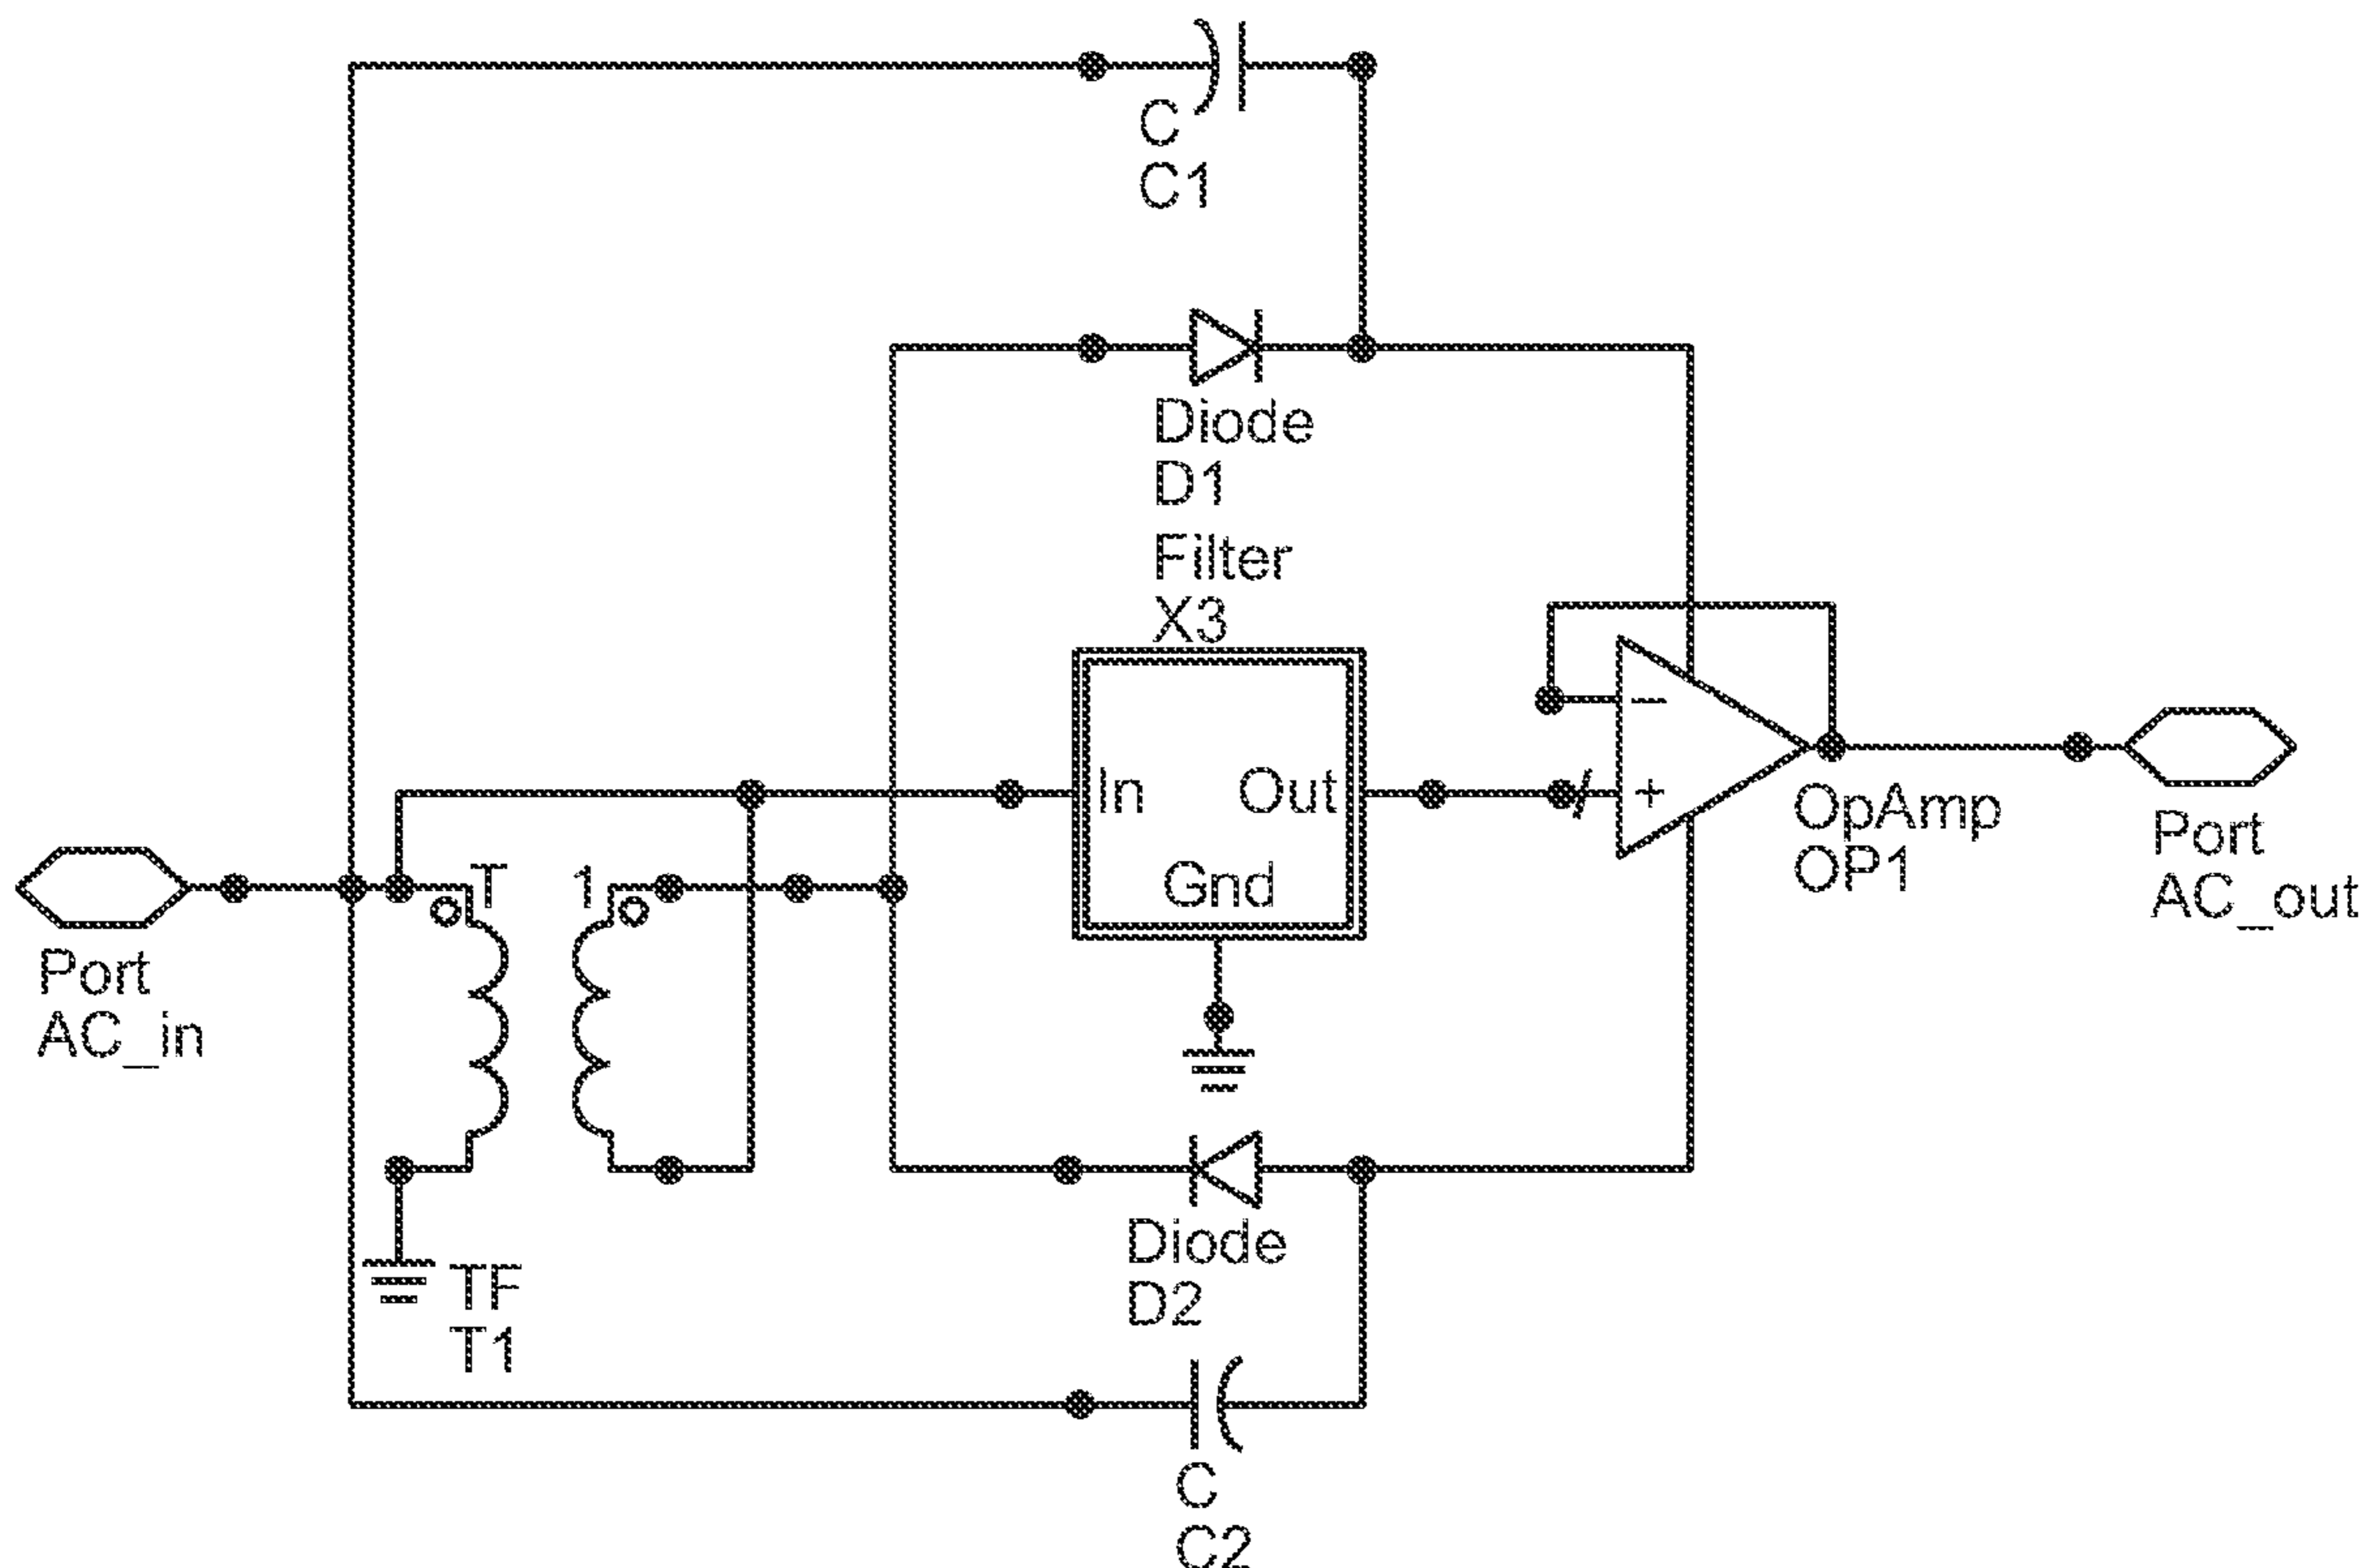 C
C1
Diode
D1
Filter
X3
In
Out
Gnd
−
+
OpAmp
OP1
Port
AC_out
T
1
Port
AC_in
TF
T1
Diode
D2
C
C2